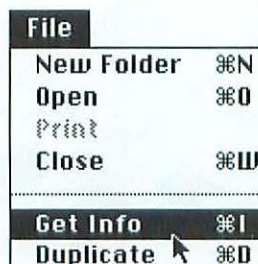 File
New Folder ⌘N
Open ⌘O
Print
Close ⌘W
Get Info ⌘I
Duplicate ⌘D